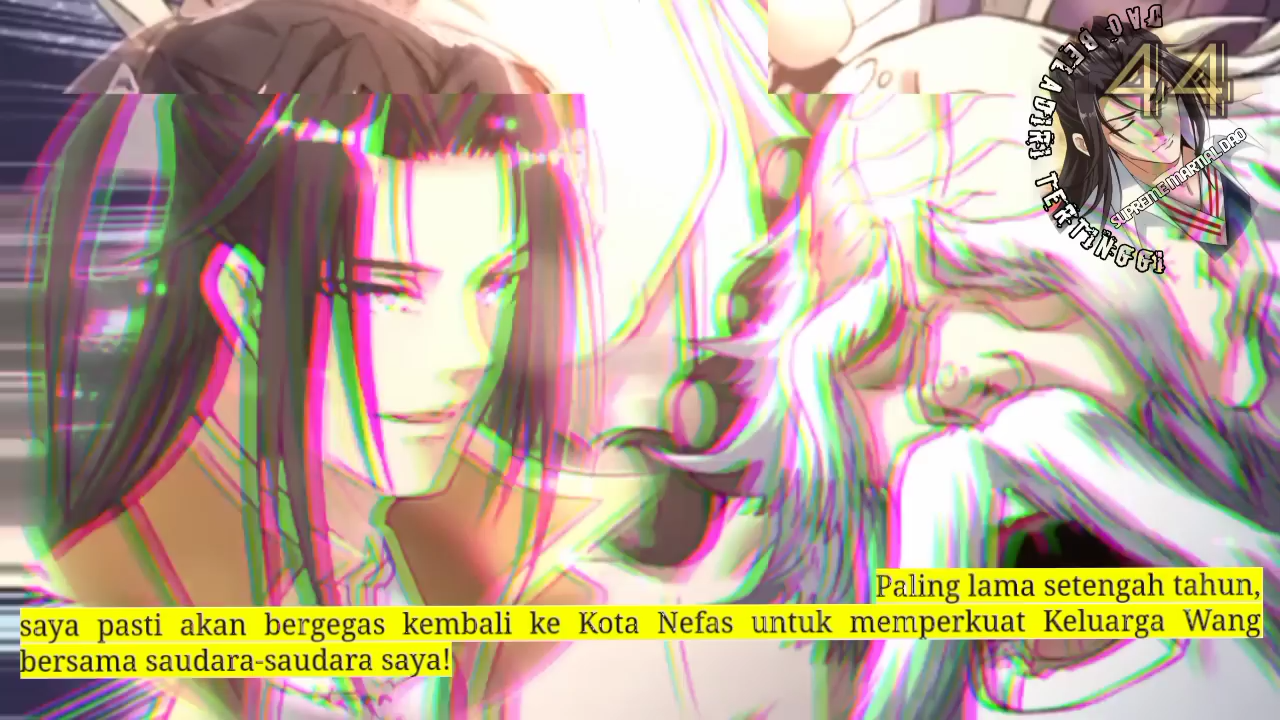 44
DAO BELADIRI TERTINGGI
SUPREME MARTIAL DAO
Paling lama setengah tahun,
saya pasti akan bergegas kembali ke Kota Nefas untuk memperkuat Keluarga Wang
bersama saudara-saudara saya!